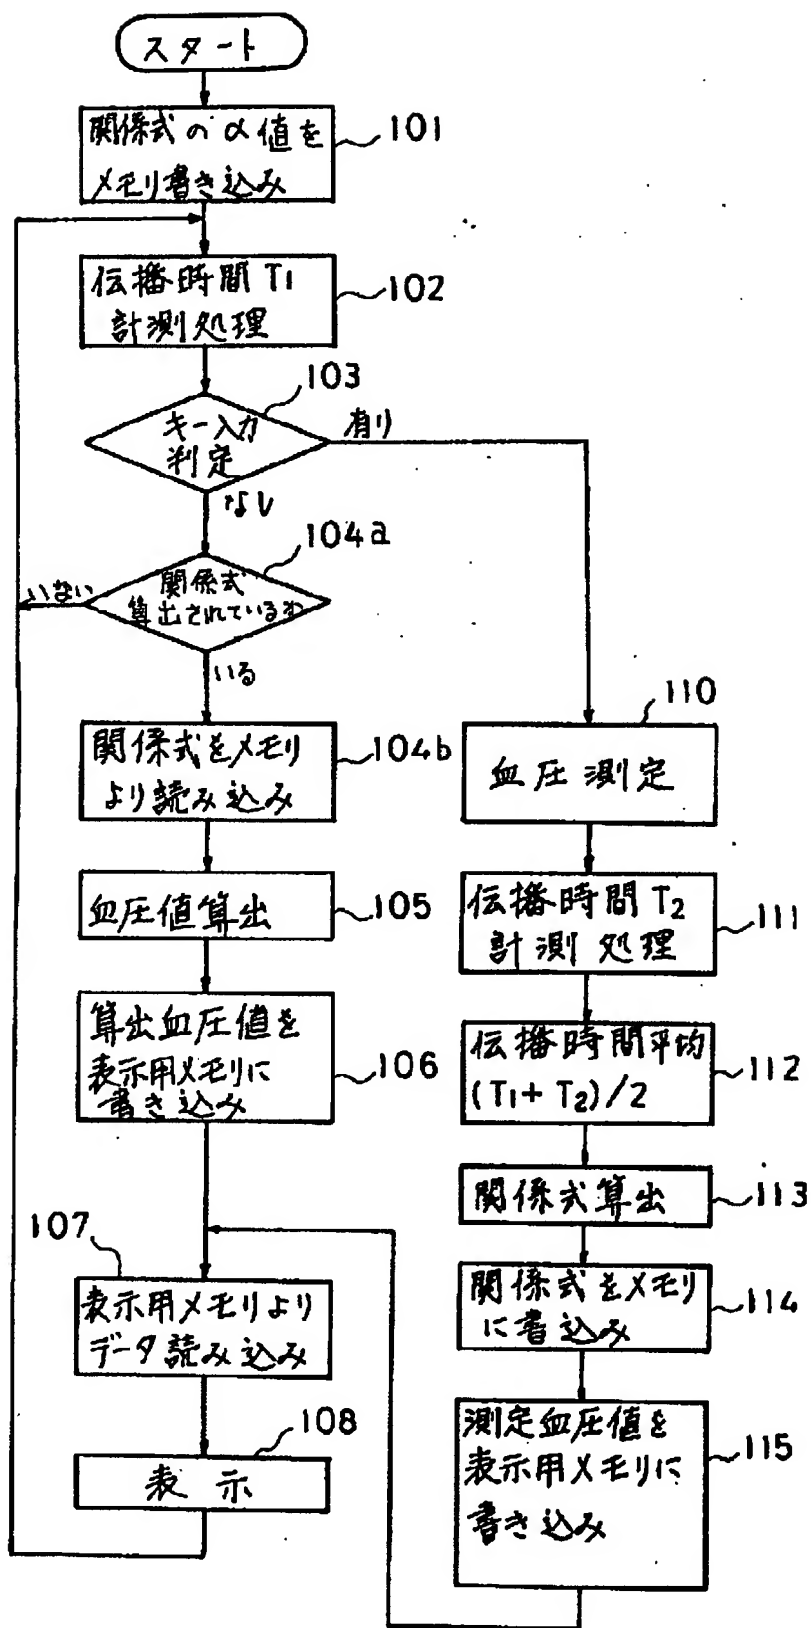 スタート
関係式のα値を
メモリ書き込み
101
伝播時間T1
計測処理
102
103
キー入力
判定
有り
なし
104a
関係式
算出されているか
いない
いる
関係式をメモリ
より読み込み
104b
血圧値算出
105
算出血圧値を
表示用メモリに
書き込み
106
107
表示用メモリより
データ読み込み
108
表示
110
血圧測定
伝播時間T2
計測処理
111
伝播時間平均
(T1+T2)/2
112
関係式算出
113
関係式をメモリ
に書込み
114
測定血圧値を
表示用メモリに
書き込み
115